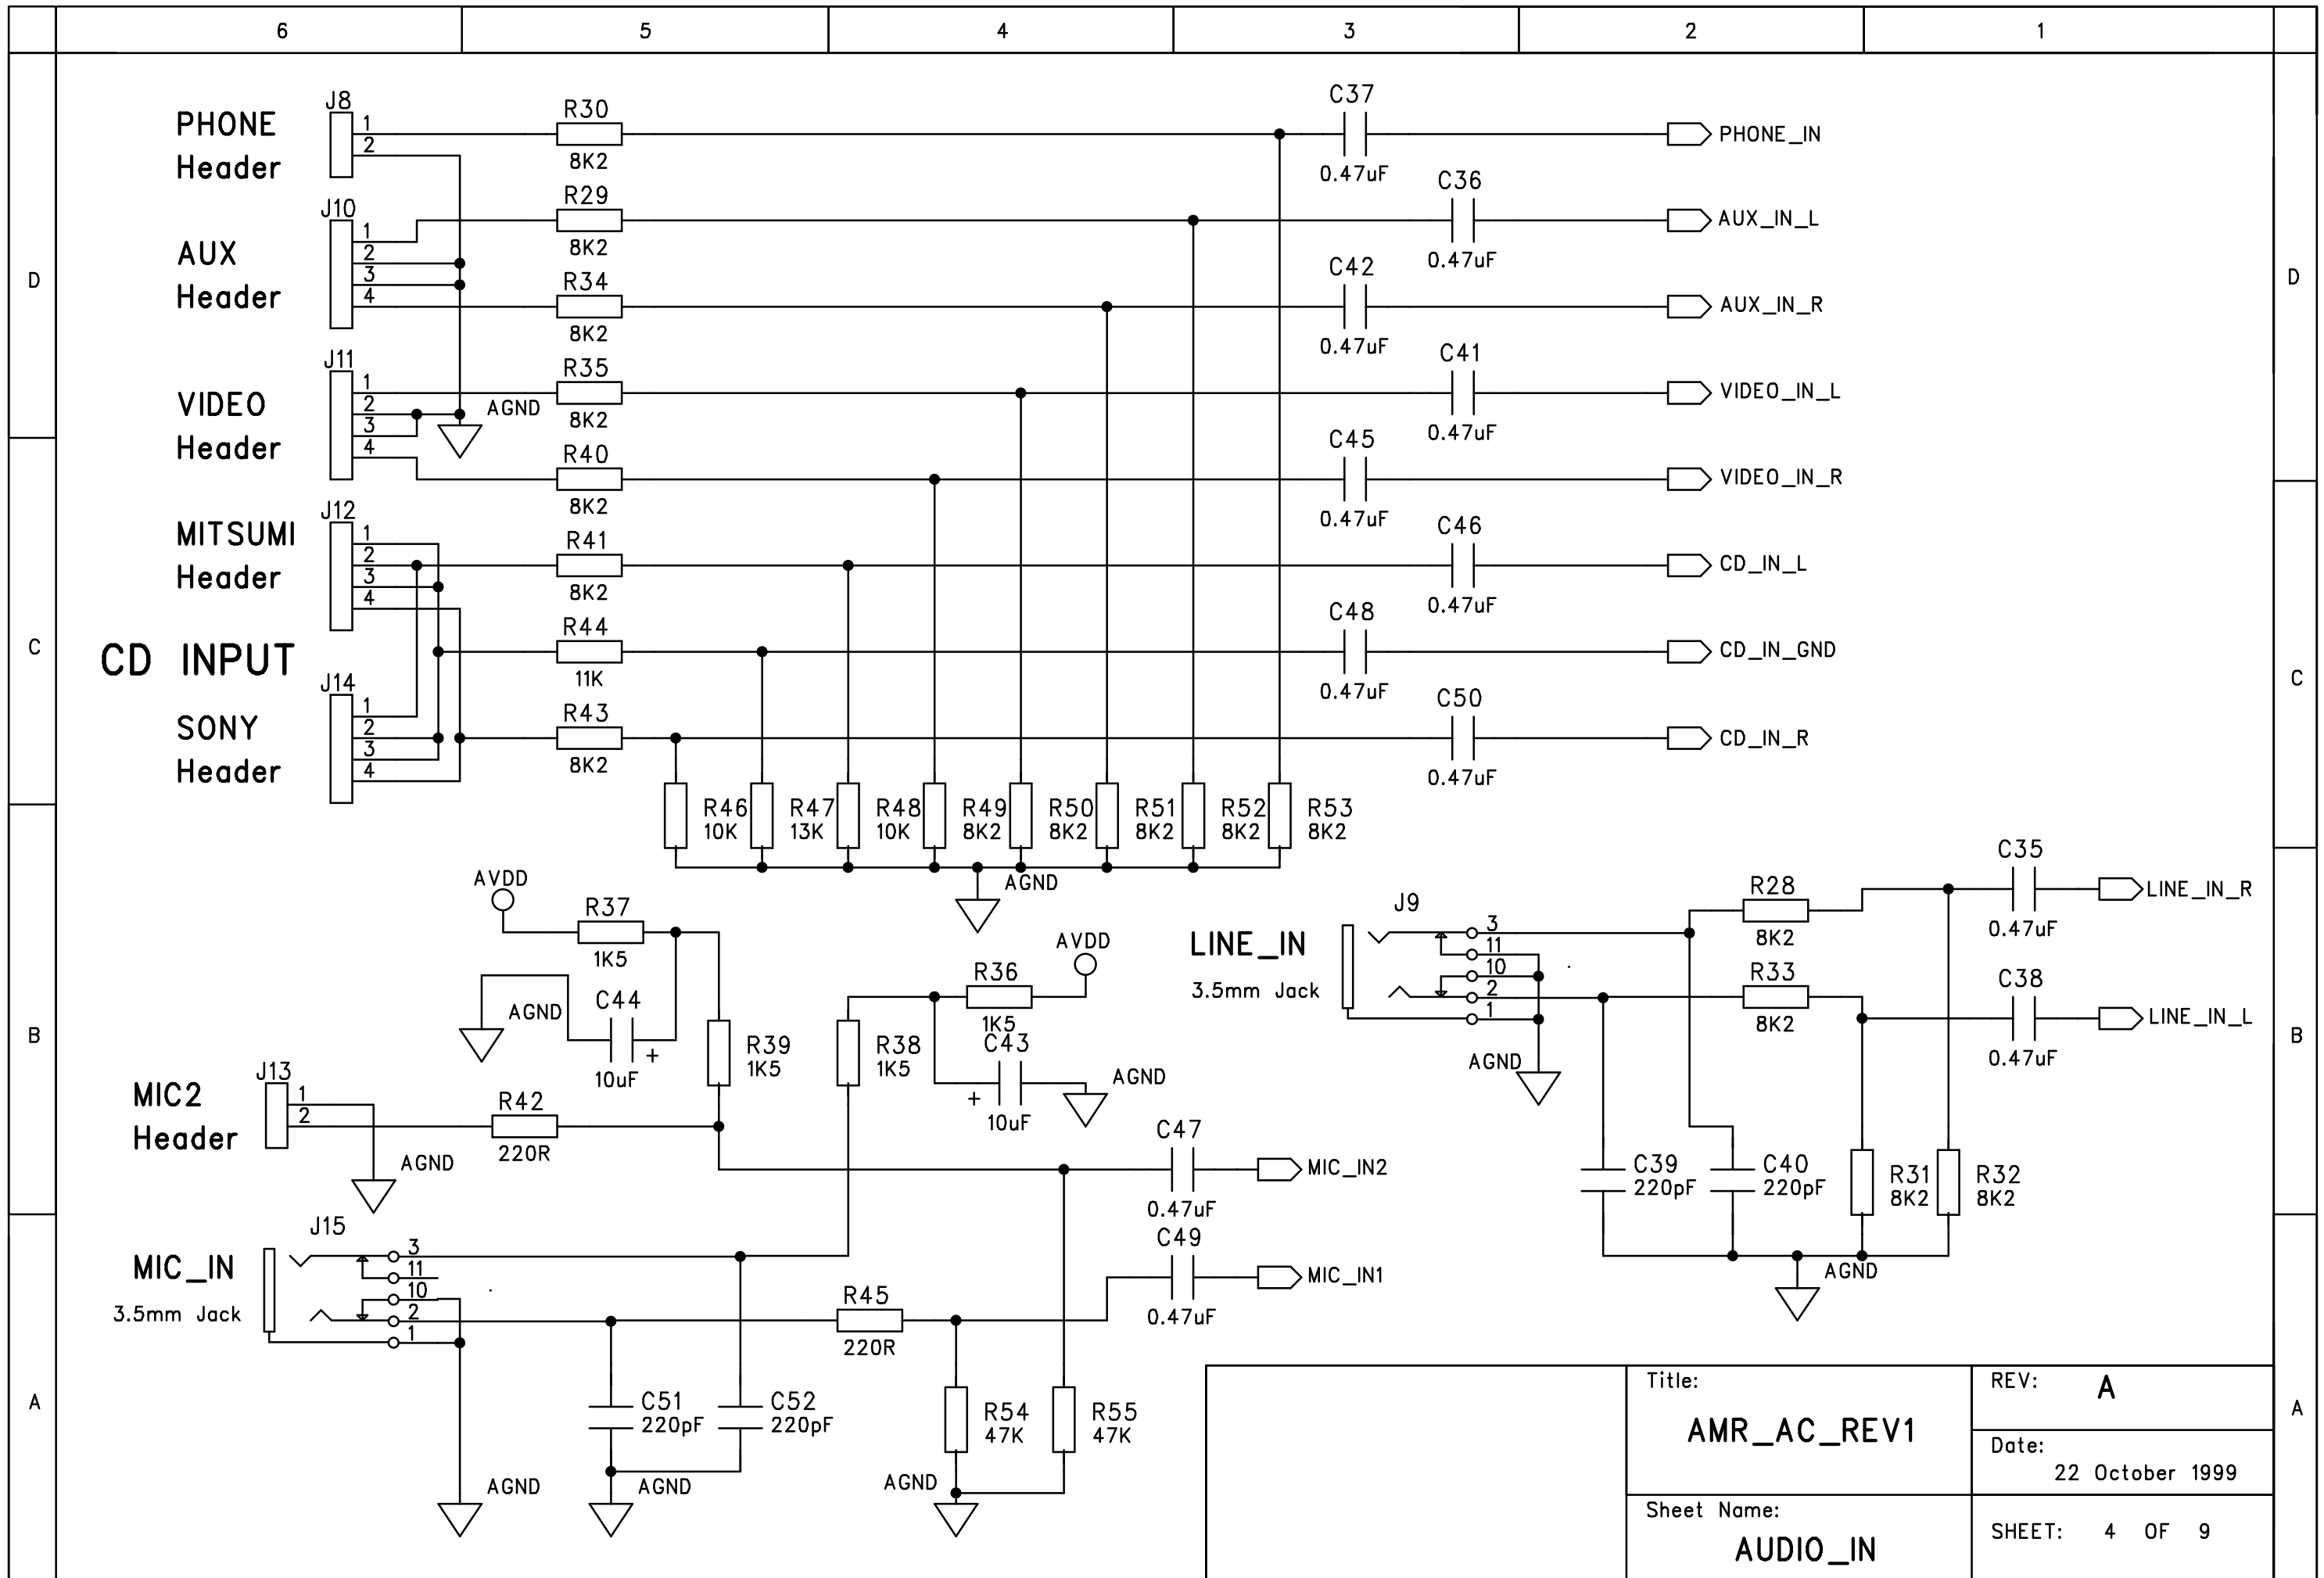 6 5 4 3 2 1
D
C
B
A
D
C
B
A
PHONE
Header
J8
1
2
R30
8K2
C37
0.47uF
PHONE_IN
AUX
Header
J10
1
2
3
4
R29
8K2
C36
0.47uF
AUX_IN_L
R34
8K2
C42
0.47uF
AUX_IN_R
VIDEO
Header
J11
1
2
3
4
AGND
R35
8K2
C41
0.47uF
VIDEO_IN_L
R40
8K2
C45
0.47uF
VIDEO_IN_R
MITSUMI
Header
J12
1
2
3
4
R41
8K2
C46
0.47uF
CD_IN_L
CD INPUT
R44
11K
C48
0.47uF
CD_IN_GND
SONY
Header
J14
1
2
3
4
R43
8K2
C50
0.47uF
CD_IN_R
R46
10K
R47
13K
R48
10K
R49
8K2
R50
8K2
R51
8K2
R52
8K2
R53
8K2
AGND
AVDD
R37
1K5
AGND
C44
+
10uF
R39
1K5
R38
1K5
R36
1K5
AVDD
C43
+
10uF
AGND
MIC2
Header
J13
1
2
AGND
R42
220R
C47
0.47uF
MIC_IN2
MIC_IN
3.5mm Jack
J15
3
11
10
2
1
AGND
R45
220R
C49
0.47uF
MIC_IN1
C51
220pF
C52
220pF
AGND
R54
47K
R55
47K
AGND
LINE_IN
3.5mm Jack
J9
3
11
10
2
1
AGND
R28
8K2
R33
8K2
C35
0.47uF
LINE_IN_R
C38
0.47uF
LINE_IN_L
C39
220pF
C40
220pF
R31
8K2
R32
8K2
AGND
Title:
AMR_AC_REV1
REV: A
Date:
22 October 1999
Sheet Name:
AUDIO_IN
SHEET: 4 OF 9